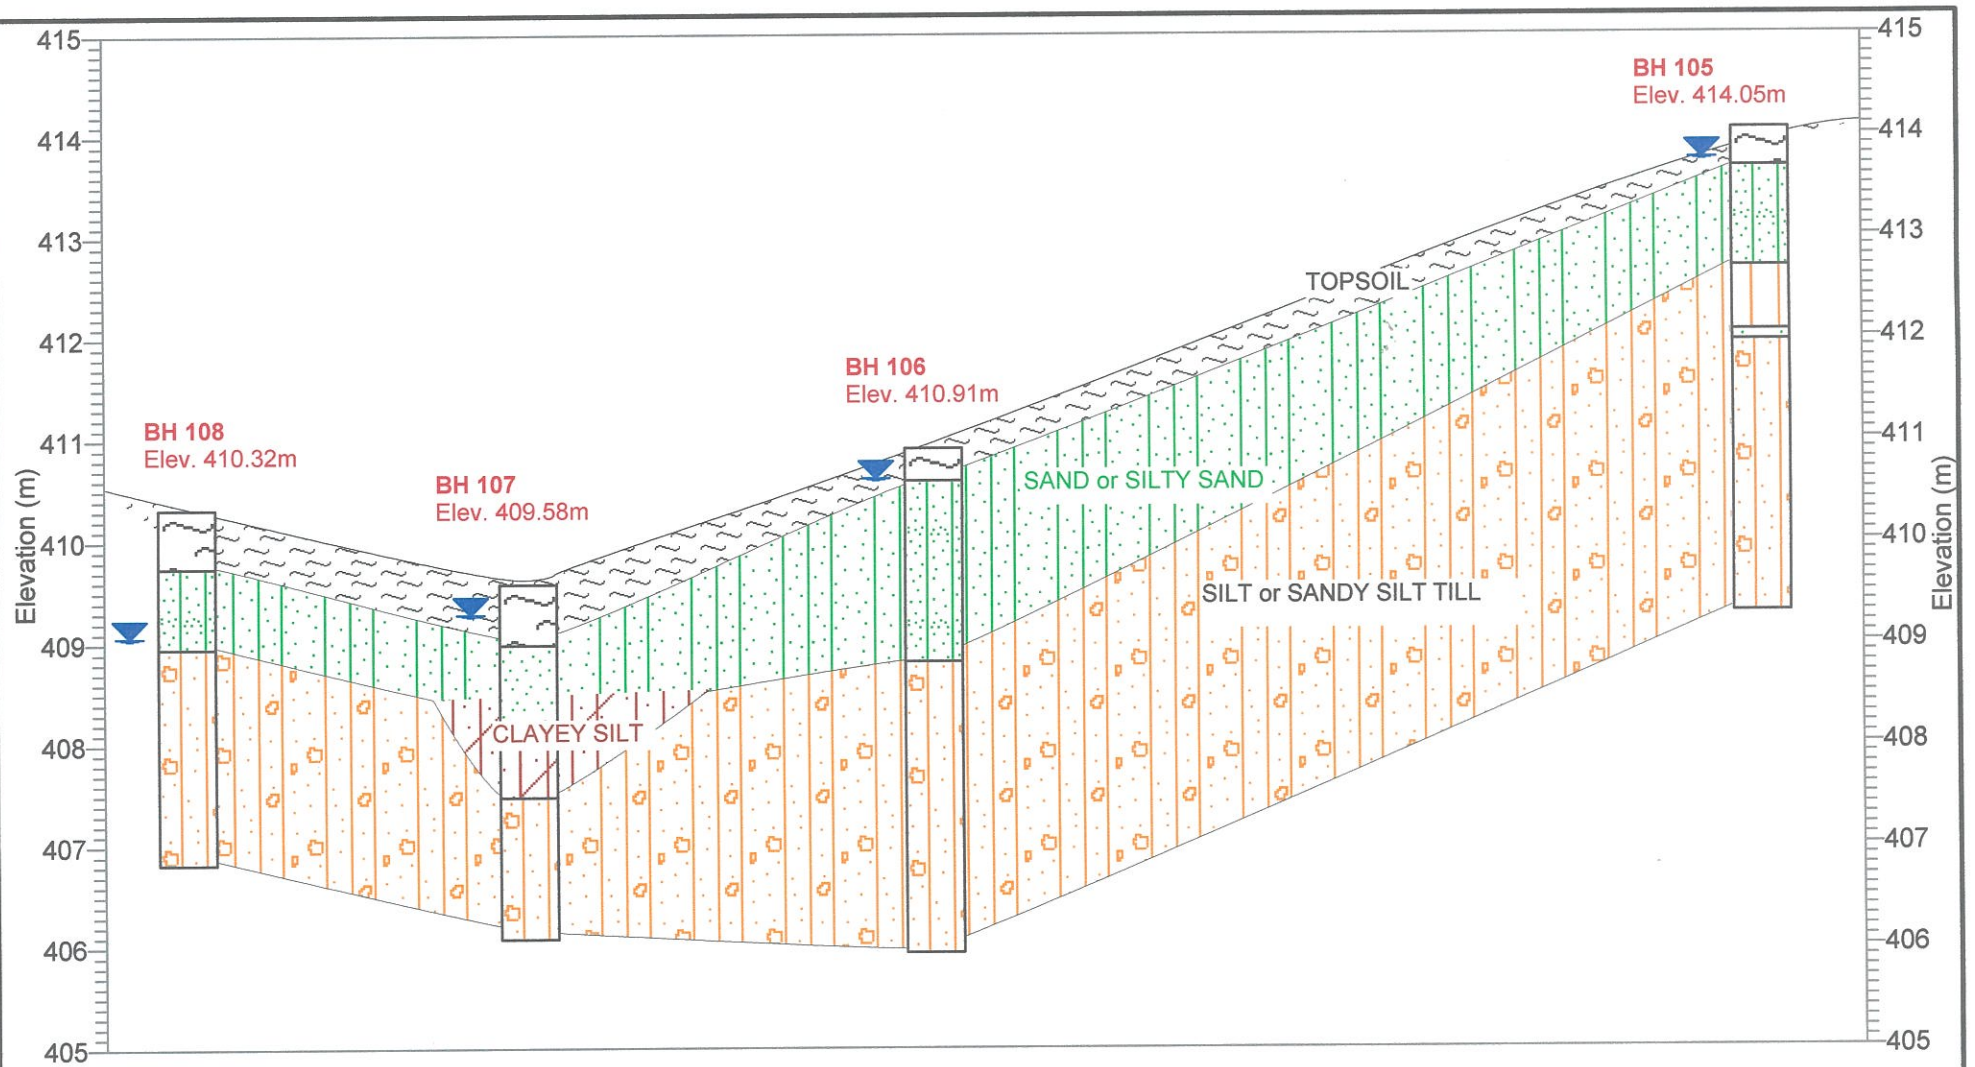 415
414
413
412
411
410
409
408
407
406
405
Elevation (m)
BH 108
Elev. 410.32m
BH 107
Elev. 409.58m
BH 106
Elev. 410.91m
BH 105
Elev. 414.05m
TOPSOIL
SAND or SILTY SAND
SILT or SANDY SILT TILL
CLAYEY SILT
415
414
413
412
411
410
409
408
407
406
405
Elevation (m)